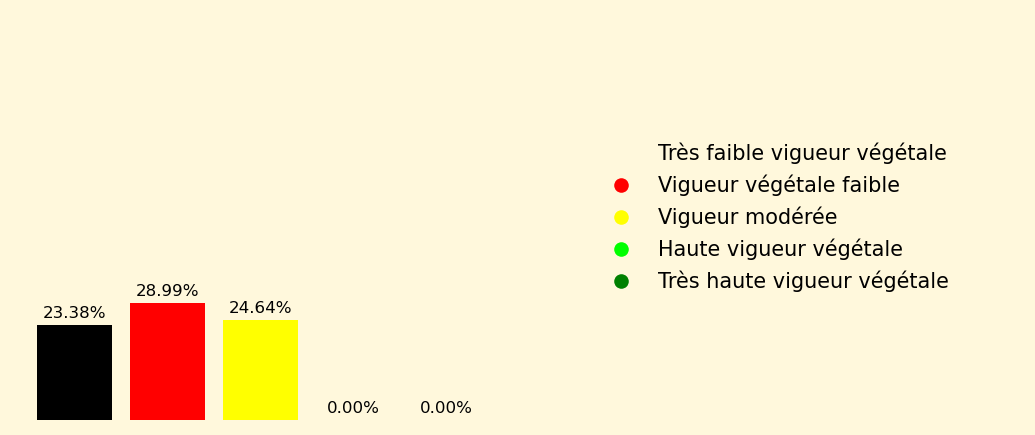 23.38%
28.99%
24.64%
0.00%
0.00%
Très faible vigueur végétale
Vigueur végétale faible
Vigueur modérée
Haute vigueur végétale
Très haute vigueur végétale